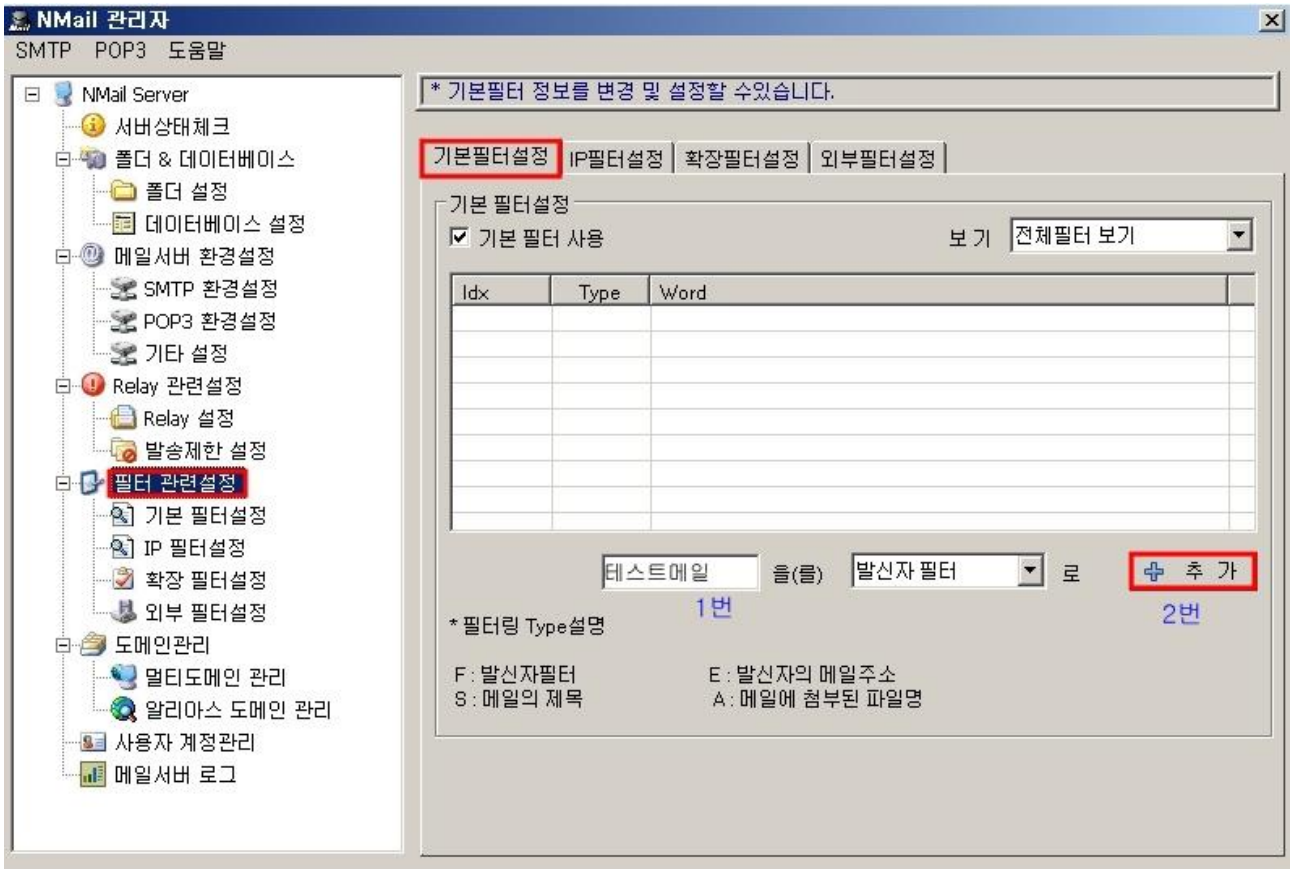 NMail 관리자
SMTP POP3 도움말
NMail Server
서버상태체크
폴더 & 데이터베이스
폴더 설정
데이터베이스 설정
메일서버 환경설정
SMTP 환경설정
POP3 환경설정
기타 설정
Relay 관련설정
Relay 설정
발송제한 설정
필터 관련설정
기본 필터설정
IP 필터설정
확장 필터설정
외부 필터설정
도메인관리
멀티도메인 관리
알리아스 도메인 관리
사용자 계정관리
메일서버 로그
* 기본필터 정보를 변경 및 설정할 수있습니다.
기본필터설정 IP필터설정 확장필터설정 외부필터설정
기본 필터설정
기본 필터 사용 보 기 전체필터 보기
Idx Type Word
테스트메일 을(를) 발신자 필터 로 추 가
1번 2번
* 필터링 Type설명
F : 발신자필터 E : 발신자의 메일주소
S : 메일의 제목 A : 메일에 첨부된 파일명